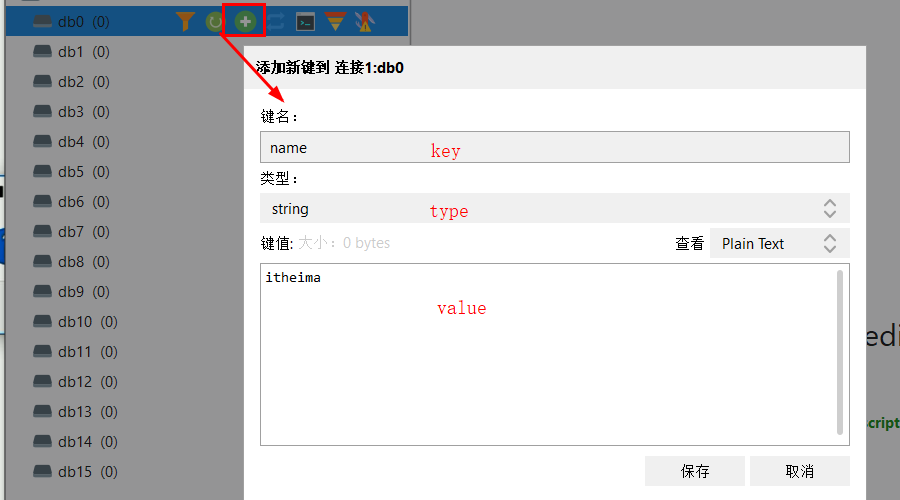 db0 (0)
db1 (0)
db2 (0)
db3 (0)
db4 (0)
db5 (0)
db6 (0)
db7 (0)
db8 (0)
db9 (0)
db10 (0)
db11 (0)
db12 (0)
db13 (0)
db14 (0)
db15 (0)
添加新键到 连接1:db0
键名：
name key
类型：
string type
键值: 大小：0 bytes 查看 Plain Text
itheima
value
保存 取消
edi
script